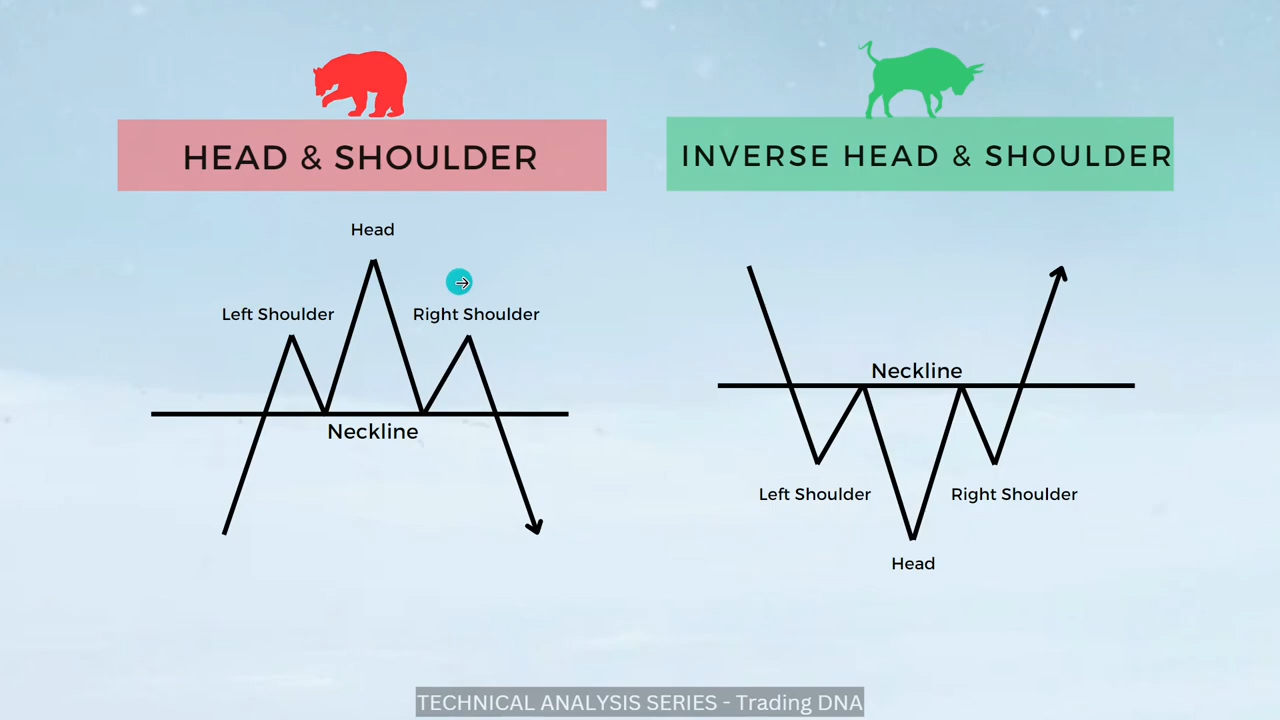 HEAD & SHOULDER
INVERSE HEAD & SHOULDER
Head
Left Shoulder
Right Shoulder
Neckline
Neckline
Left Shoulder
Right Shoulder
Head
TECHNICAL ANALYSIS SERIES - Trading DNA